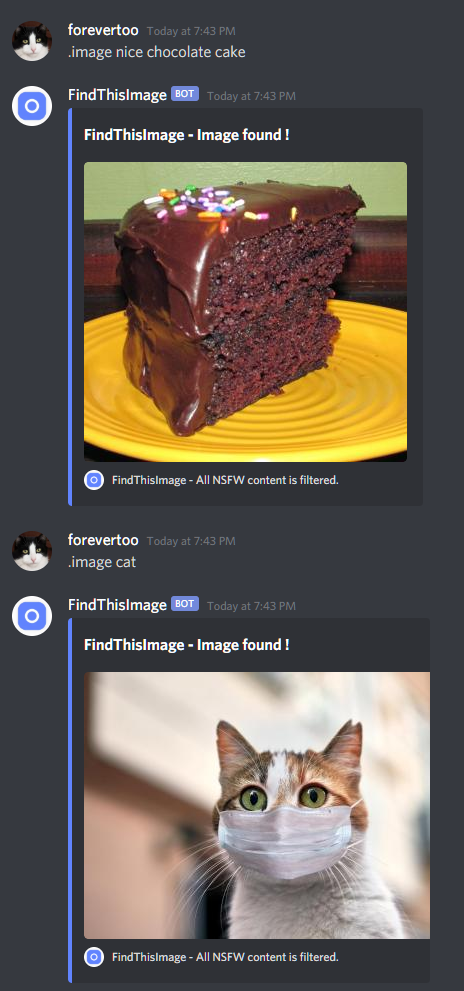 forevertoo Today at 7:43 PM
.image nice chocolate cake
FindThisImage BOT Today at 7:43 PM
FindThisImage - Image found !
FindThisImage - All NSFW content is filtered.
forevertoo Today at 7:43 PM
.image cat
FindThisImage BOT Today at 7:43 PM
FindThisImage - Image found !
FindThisImage - All NSFW content is filtered.